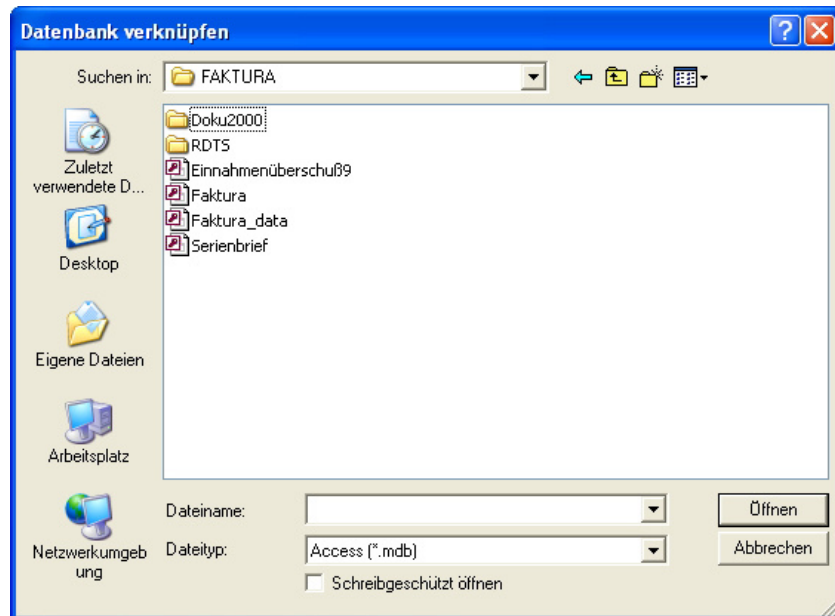 Datenbank verknüpfen
Suchen in:
FAKTURA
Zuletzt
verwendete D...
Desktop
Eigene Dateien
Arbeitsplatz
Netzwerkumgeb
ung
Doku2000
RDTS
Einnahmenüberschuß9
Faktura
Faktura_data
Serienbrief
Dateiname:
Öffnen
Dateityp:
Access (*.mdb)
Abbrechen
Schreibgeschützt öffnen